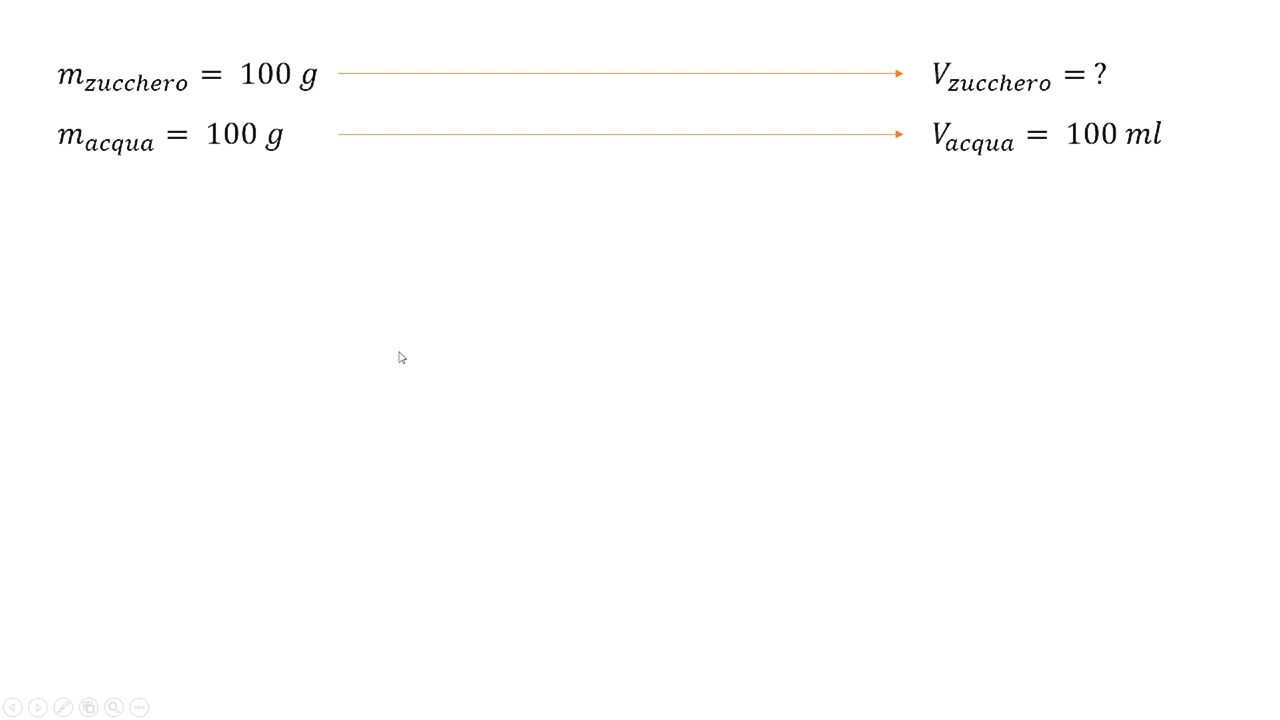 m_zucchero = 100 g V_zucchero = ?
m_acqua = 100 g V_acqua = 100 ml